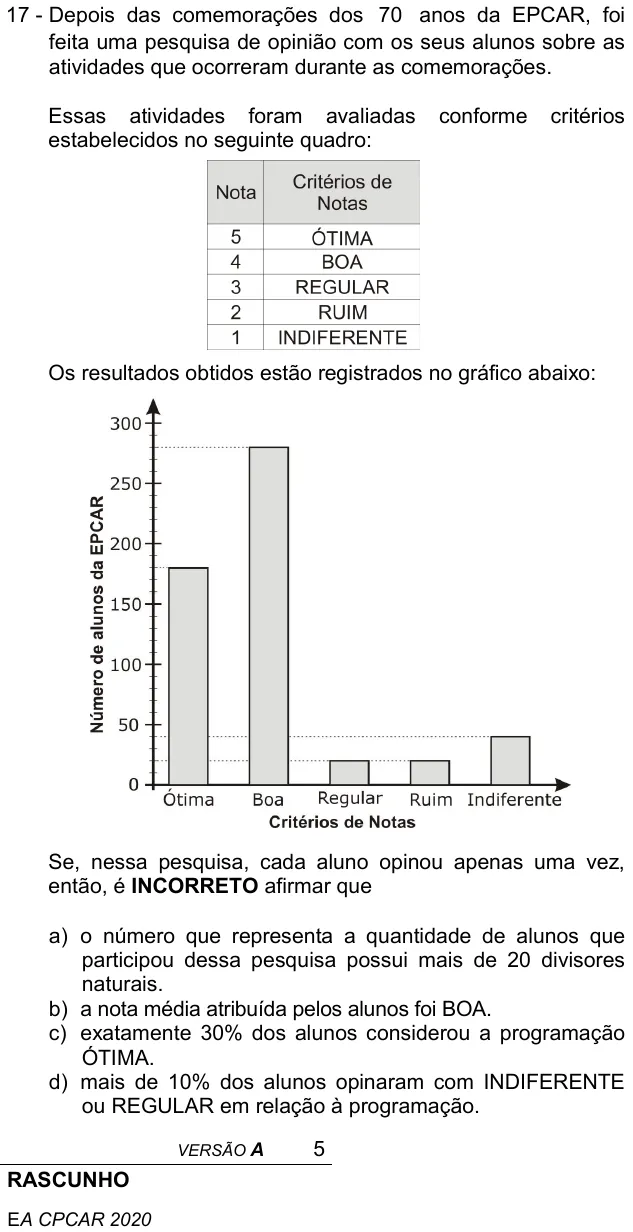 17 - Depois das comemorações dos 70 anos da EPCAR, foi
feita uma pesquisa de opinião com os seus alunos sobre as
atividades que ocorreram durante as comemorações.
Essas atividades foram avaliadas conforme critérios
estabelecidos no seguinte quadro:
Nota Critérios de
Notas
5 ÓTIMA
4 BOA
3 REGULAR
2 RUIM
1 INDIFERENTE
Os resultados obtidos estão registrados no gráfico abaixo:
Número de alunos da EPCAR
300
250
200
150
100
50
0
Ótima Boa Regular Ruim Indiferente
Critérios de Notas
Se, nessa pesquisa, cada aluno opinou apenas uma vez,
então, é INCORRETO afirmar que
a) o número que representa a quantidade de alunos que
participou dessa pesquisa possui mais de 20 divisores
naturais.
b) a nota média atribuída pelos alunos foi BOA.
c) exatamente 30% dos alunos considerou a programação
ÓTIMA.
d) mais de 10% dos alunos opinaram com INDIFERENTE
ou REGULAR em relação à programação.
VERSÃO A 5
RASCUNHO
EA CPCAR 2020